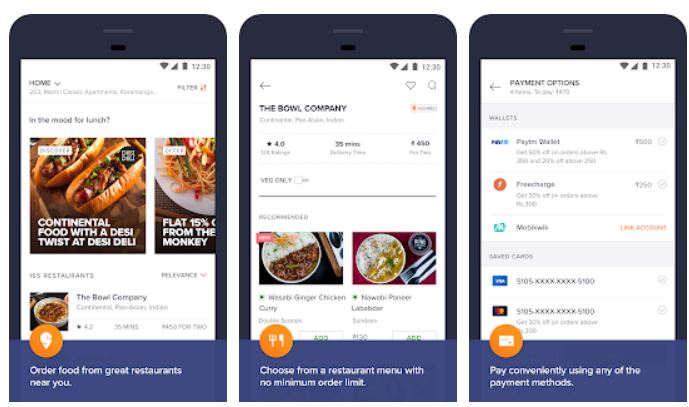 12:30
HOME
203, Mantri Classic Apartments, Koramanga...
FILTER
In the mood for lunch?
DISCOVER
DESI DELI
CONTINENTAL
FOOD WITH A DESI
TWIST AT DESI DELI
OFFER
FLAT 15%
FROM THE
MONKEY
165 RESTAURANTS
RELEVANCE
The Bowl Company
Continental, Pan-Asian, Indian
★ 4.2
35 MINS
₹450 FOR TWO
Order food from great restaurants
near you.
12:30
THE BOWL COMPANY
Continental, Pan-Asian, Indian
ASSURED
★ 4.0
35 mins
₹ 450
124 Ratings
Delivery Time
For Two
VEG ONLY
RECOMMENDED
NEW
Wasabi Ginger Chicken
Curry
Double Scoops
ADD
Nawabi Paneer
Lababdar
Sundaes
₹130
ADD
Choose from a restaurant menu with
no minimum order limit.
12:30
PAYMENT OPTIONS
4 items. To pay: ₹470
WALLETS
Paytm
Paytm Wallet
₹500
Get 50% off on orders above Rs.
350 and 20% off above 250
Freecharge
₹250
Get 30% off on orders above
Rs.300
Mobikwik
LINK ACCOUNT
SAVED CARDS
VISA
5105-XXXX-XXXX-5100
5105-XXXX-XXXX-5100
Get 30% off on orders above
Rs.300
Pay conveniently using any of the
payment methods.